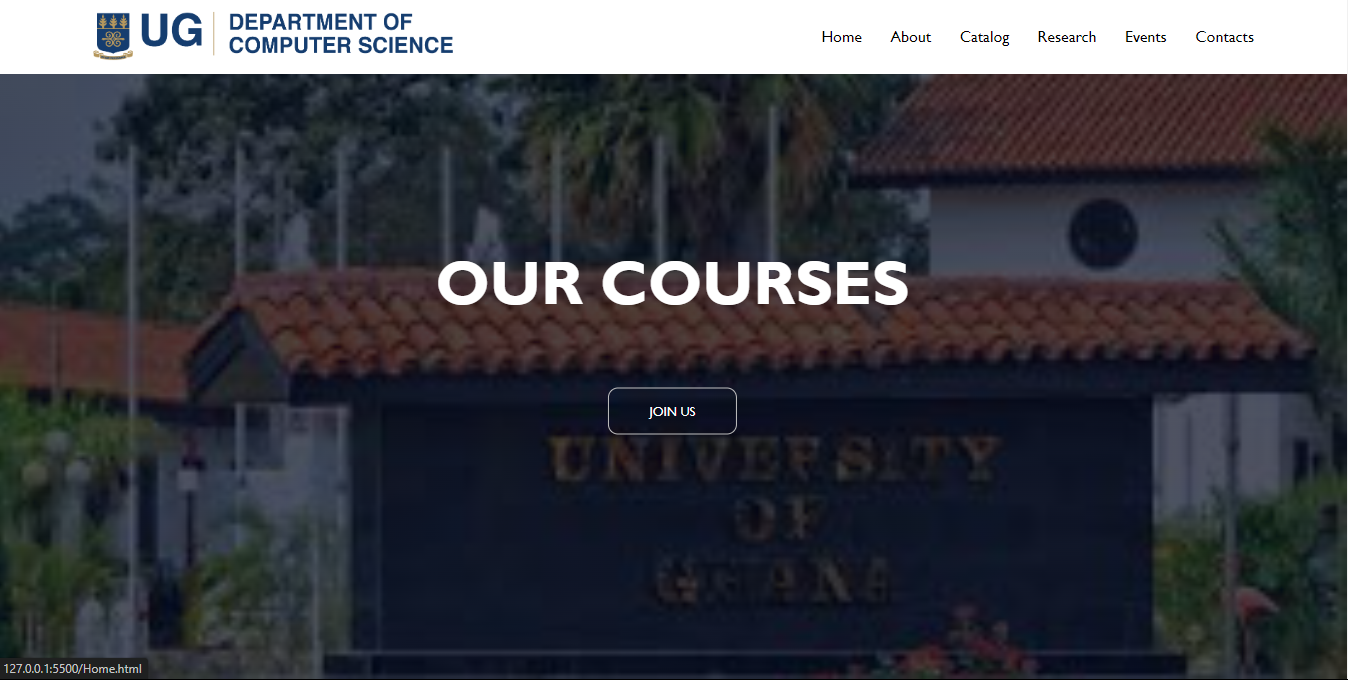 UG
DEPARTMENT OF
COMPUTER SCIENCE
Home About Catalog Research Events Contacts
OUR COURSES
JOIN US
UNIVERSITY
OF
GHANA
127.0.0.1:5500/Home.html